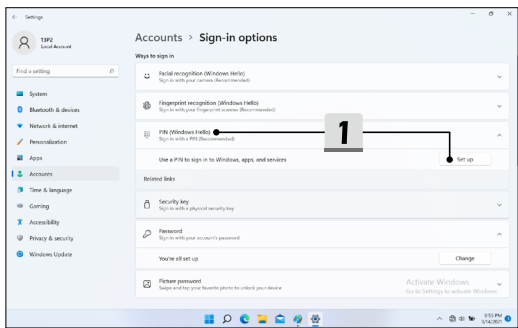 Settings
13P2
Local Account
Find a setting
System
Bluetooth & devices
Network & internet
Personalization
Apps
Accounts
Time & language
Gaming
Accessibility
Privacy & security
Windows Update
Accounts > Sign-in options
Ways to sign in
Facial recognition (Windows Hello)
Sign in with your camera (Recommended)
Fingerprint recognition (Windows Hello)
Sign in with your fingerprint scanner (Recommended)
PIN (Windows Hello)
Sign in with a PIN (Recommended)
1
Use a PIN to sign in to Windows, apps, and services
Set up
Related links
Security key
Sign in with a physical security key
Password
Sign in with your account's password
You're all set up
Change
Picture password
Swipe and tap your favorite photo to unlock your device
Activate Windows
Go to Settings to activate Windows.
6:55 PM
5/14/2021